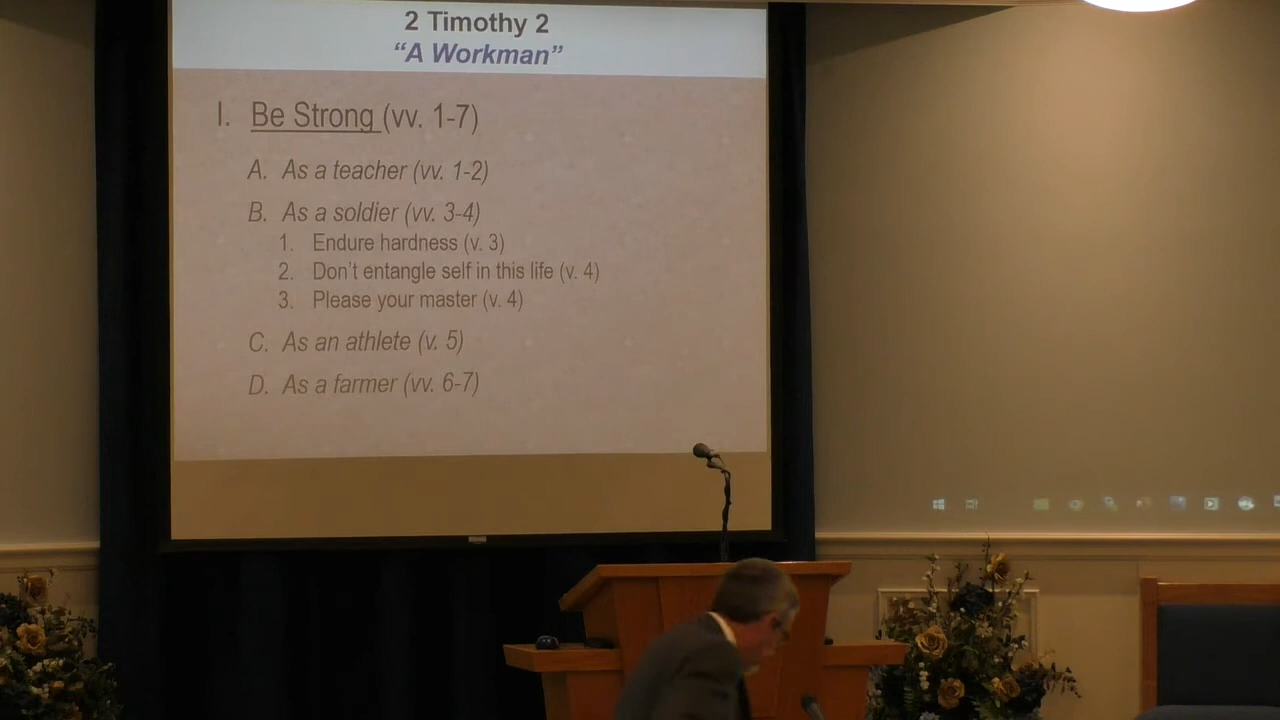 2 Timothy 2
“A Workman”
I. Be Strong (vv. 1-7)
A. As a teacher (vv. 1-2)
B. As a soldier (vv. 3-4)
1. Endure hardness (v. 3)
2. Don’t entangle self in this life (v. 4)
3. Please your master (v. 4)
C. As an athlete (v. 5)
D. As a farmer (vv. 6-7)